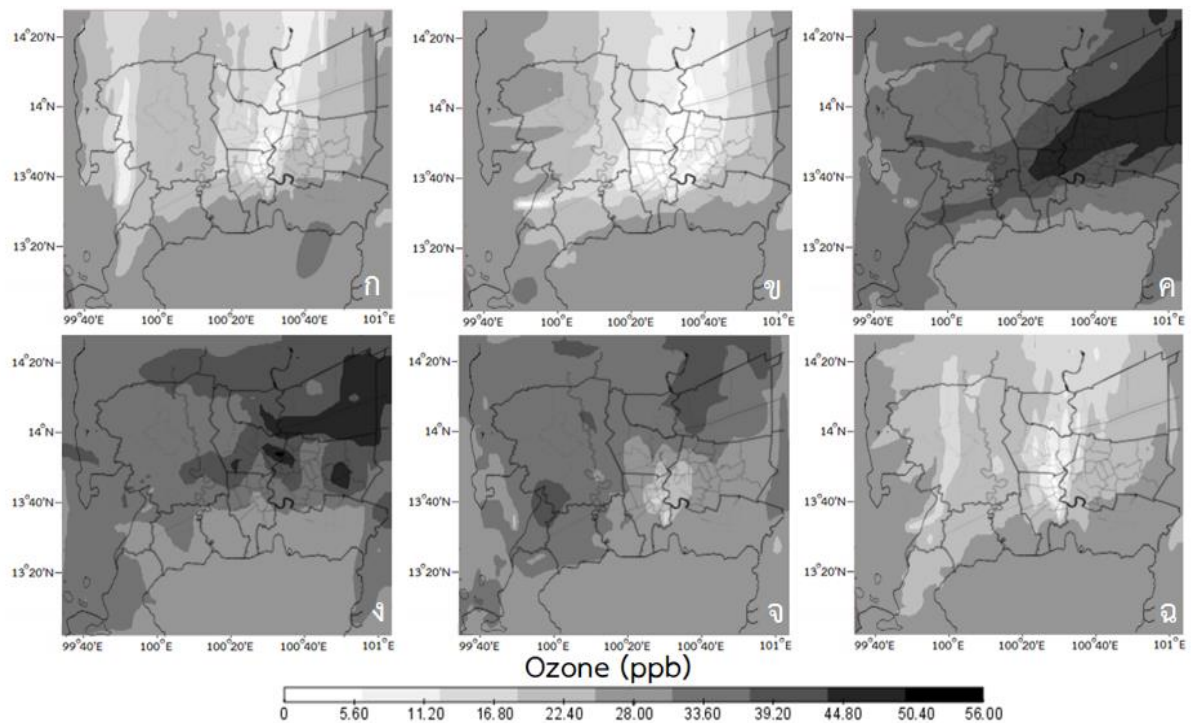 14°20'N
14°N
13°40'N
13°20'N
ก
99°40'E 100°E 100°20'E 100°40'E 101°E
14°20'N
14°N
13°40'N
13°20'N
ข
99°40'E 100°E 100°20'E 100°40'E 101°E
14°20'N
14°N
13°40'N
13°20'N
ค
99°40'E 100°E 100°20'E 100°40'E 101°E
14°20'N
14°N
13°40'N
13°20'N
ง
99°40'E 100°E 100°20'E 100°40'E 101°E
14°20'N
14°N
13°40'N
13°20'N
จ
99°40'E 100°E 100°20'E 100°40'E 101°E
14°20'N
14°N
13°40'N
13°20'N
ฉ
99°40'E 100°E 100°20'E 100°40'E 101°E
Ozone (ppb)
0 5.60 11.20 16.80 22.40 28.00 33.60 39.20 44.80 50.40 56.00